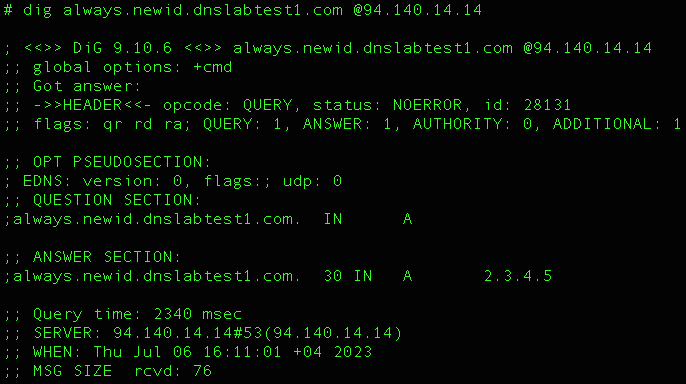 # dig always.newid.dnslabtest1.com @94.140.14.14
; <<>> DiG 9.10.6 <<>> always.newid.dnslabtest1.com @94.140.14.14
;; global options: +cmd
;; Got answer:
;; ->>HEADER<<- opcode: QUERY, status: NOERROR, id: 28131
;; flags: qr rd ra; QUERY: 1, ANSWER: 1, AUTHORITY: 0, ADDITIONAL: 1
;; OPT PSEUDOSECTION:
; EDNS: version: 0, flags:; udp: 0
;; QUESTION SECTION:
;always.newid.dnslabtest1.com. IN A
;; ANSWER SECTION:
;always.newid.dnslabtest1.com. 30 IN A 2.3.4.5
;; Query time: 2340 msec
;; SERVER: 94.140.14.14#53(94.140.14.14)
;; WHEN: Thu Jul 06 16:11:01 +04 2023
;; MSG SIZE rcvd: 76